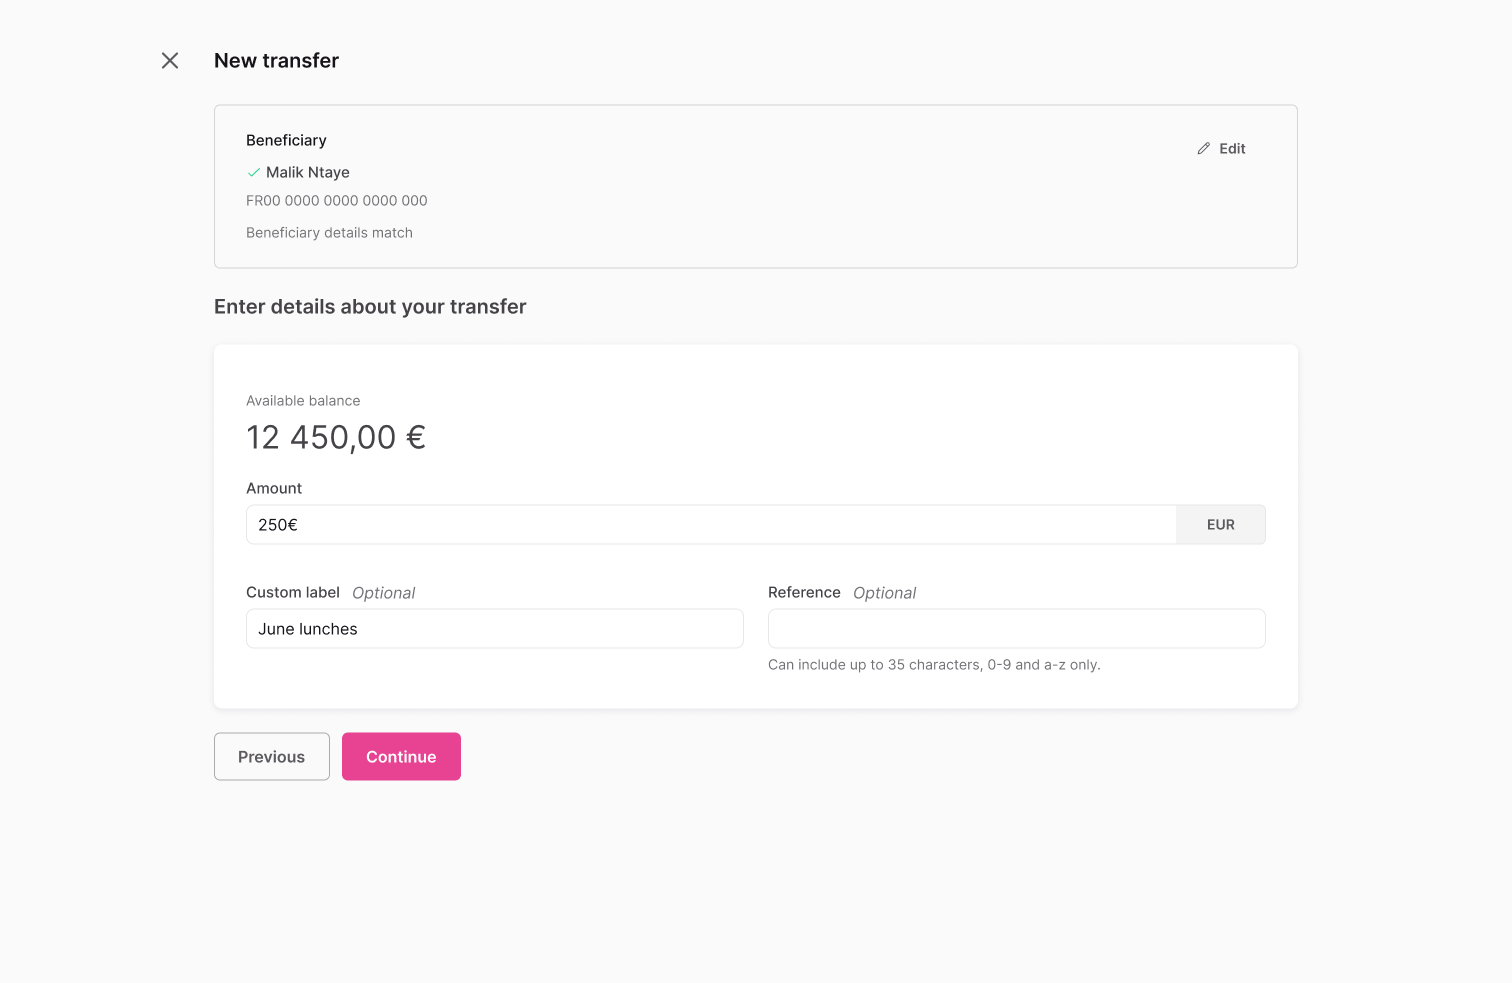 New transfer
Beneficiary
Edit
Malik Ntaye
FR00 0000 0000 0000 000
Beneficiary details match
Enter details about your transfer
Available balance
12 450,00 €
Amount
250€
EUR
Custom label Optional
Reference Optional
June lunches
Can include up to 35 characters, 0-9 and a-z only.
Previous
Continue